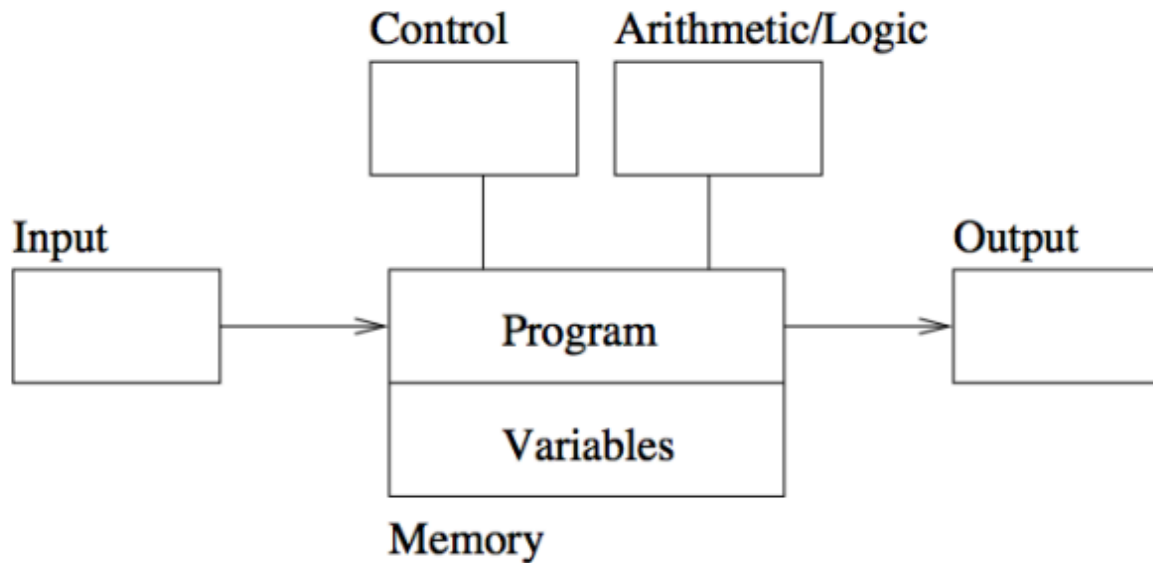 Control
Arithmetic/Logic
Input
Output
Program
Variables
Memory